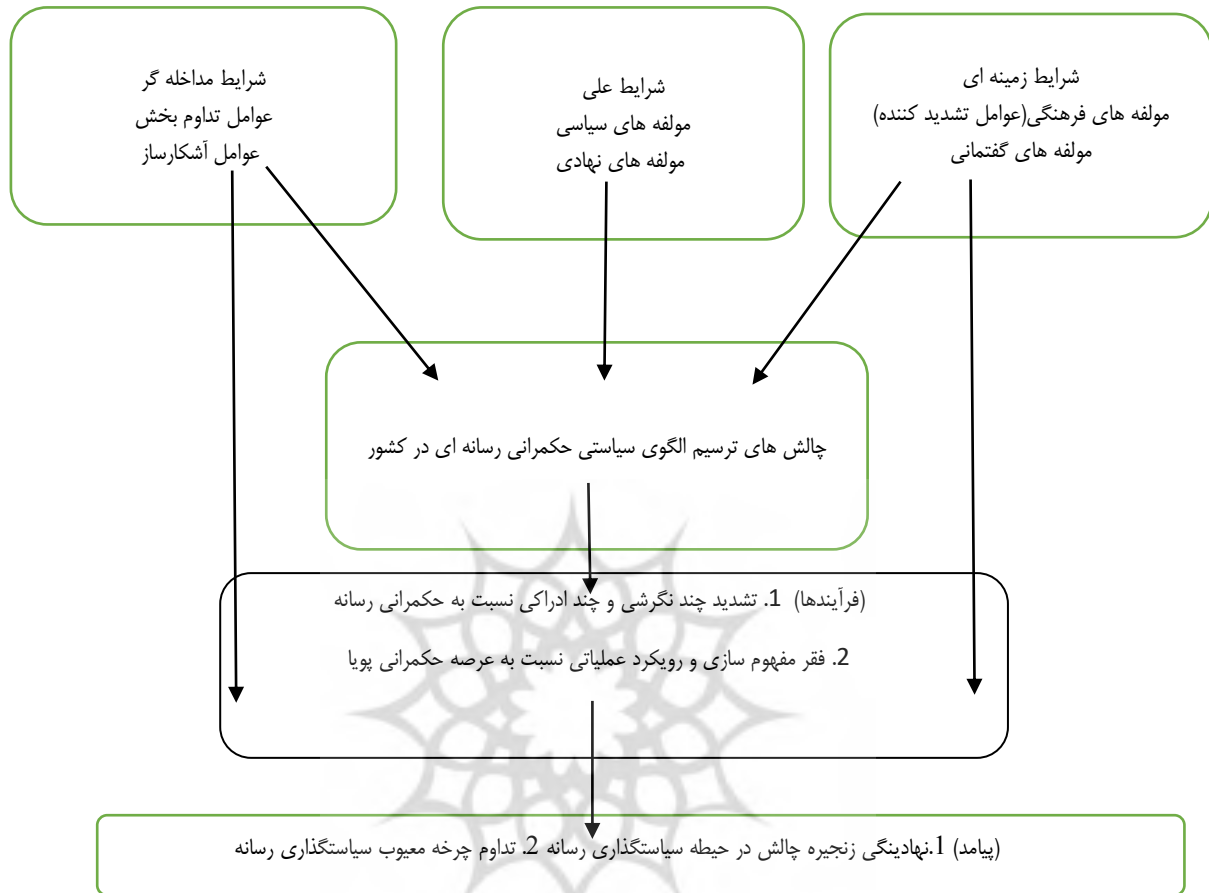 شرایط زمینه ای
مولفه های فرهنگی(عوامل تشدید کننده)
مولفه های گفتمانی
شرایط علی
مولفه های سیاسی
مولفه های نهادی
شرایط مداخله گر
عوامل تداوم بخش
عوامل آشکارساز
چالش های ترسیم الگوی سیاستی حکمرانی رسانه ای در کشور
(فرآیندها) 1. تشدید چند نگرشی و چند ادراکی نسبت به حکمرانی رسانه
2. فقر مفهوم سازی و رویکرد عملیاتی نسبت به عرصه حکمرانی پویا
(پیامد) 1.نهادینگی زنجیره چالش در حیطه سیاستگذاری رسانه 2. تداوم چرخه معیوب سیاستگذاری رسانه